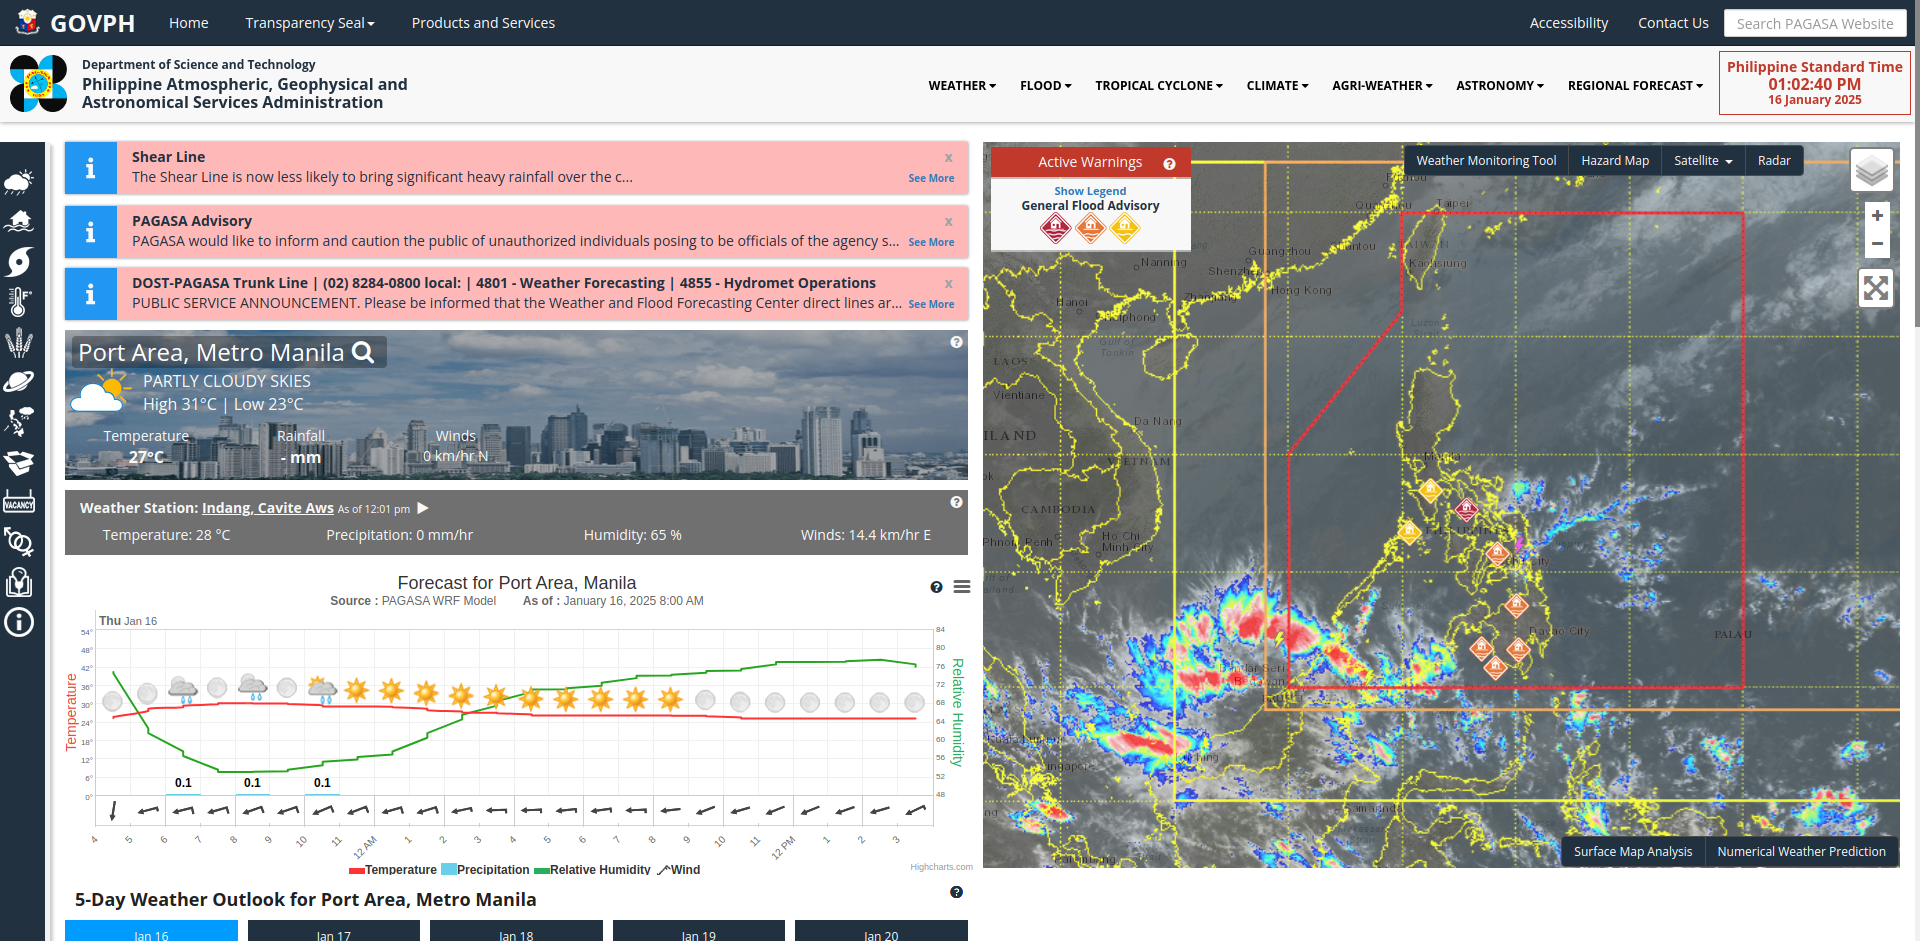 GOVPH
Home
Transparency Seal
Products and Services
Accessibility
Contact Us
Search PAGASA Website
Department of Science and Technology
Philippine Atmospheric, Geophysical and
Astronomical Services Administration
WEATHER
FLOOD
TROPICAL CYCLONE
CLIMATE
AGRI-WEATHER
ASTRONOMY
REGIONAL FORECAST
Philippine Standard Time
01:02:40 PM
16 January 2025
Shear Line
x
The Shear Line is now less likely to bring significant heavy rainfall over the c...
See More
PAGASA Advisory
x
PAGASA would like to inform and caution the public of unauthorized individuals posing to be officials of the agency s...
See More
DOST-PAGASA Trunk Line | (02) 8284-0800 local: | 4801 - Weather Forecasting | 4855 - Hydromet Operations
x
PUBLIC SERVICE ANNOUNCEMENT. Please be informed that the Weather and Flood Forecasting Center direct lines ar...
See More
VACANCY
Port Area, Metro Manila
PARTLY CLOUDY SKIES
High 31°C | Low 23°C
Temperature
27°C
Rainfall
- mm
Winds
0 km/hr N
Weather Station: Indang, Cavite Aws As of 12:01 pm
Temperature: 28 °C
Precipitation: 0 mm/hr
Humidity: 65 %
Winds: 14.4 km/hr E
Forecast for Port Area, Manila
Source : PAGASA WRF Model As of : January 16, 2025 8:00 AM
Thu Jan 16
Temperature
54°
48°
42°
36°
30°
24°
18°
12°
6°
0°
84
80
76
72
68
64
60
56
52
48
Relative Humidity
0.1
0.1
0.1
4
5
6
7
8
9
10
11
12 AM
1
2
3
4
5
6
7
8
9
10
11
12 PM
1
2
3
Temperature
Precipitation
Relative Humidity
Wind
Highcharts.com
5-Day Weather Outlook for Port Area, Metro Manila
Jan 16
Jan 17
Jan 18
Jan 19
Jan 20
Active Warnings
Show Legend
General Flood Advisory
Weather Monitoring Tool
Hazard Map
Satellite
Radar
+
−
Taipei
TAIWAN
Kaohsiung
Guangzhou
Shenzhen
Hong Kong
Nanning
Hanoi
Haiphong
Zhanjiang
Gulf of
Tonkin
Luzon
LAOS
Vientiane
Da Nang
ILAND
VIETNAM
CAMBODIA
Phnom Penh
Ho Chi
Minh City
Manila
Davao City
PALAU
Bandar Seri
Begawan
Kuching
Singapore
Samarinda
Surface Map Analysis
Numerical Weather Prediction